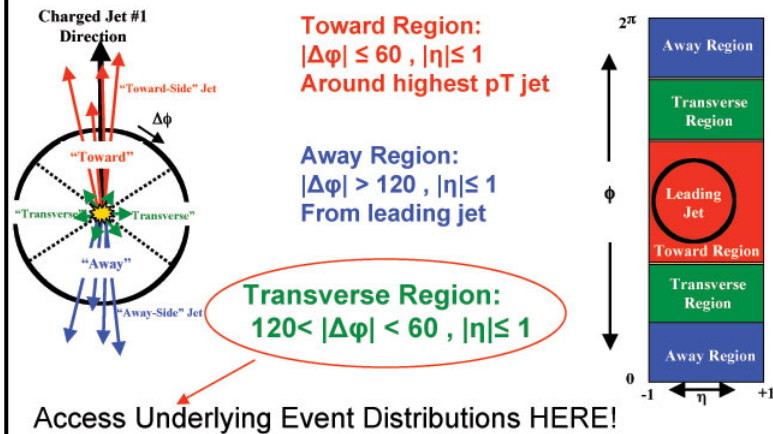 Charged Jet #1
Direction
“Toward-Side” Jet
Δϕ
“Toward”
“Transverse”
“Transverse”
“Away”
“Away-Side” Jet
Toward Region:
|Δφ| ≤ 60 , |η|≤ 1
Around highest pT jet
Away Region:
|Δφ| > 120 , |η|≤ 1
From leading jet
Transverse Region:
120< |Δφ| < 60 , |η|≤ 1
2π
Away Region
Transverse
Region
ϕ
Leading
Jet
Toward Region
Transverse
Region
Away Region
0
-1
η
+1
Access Underlying Event Distributions HERE!